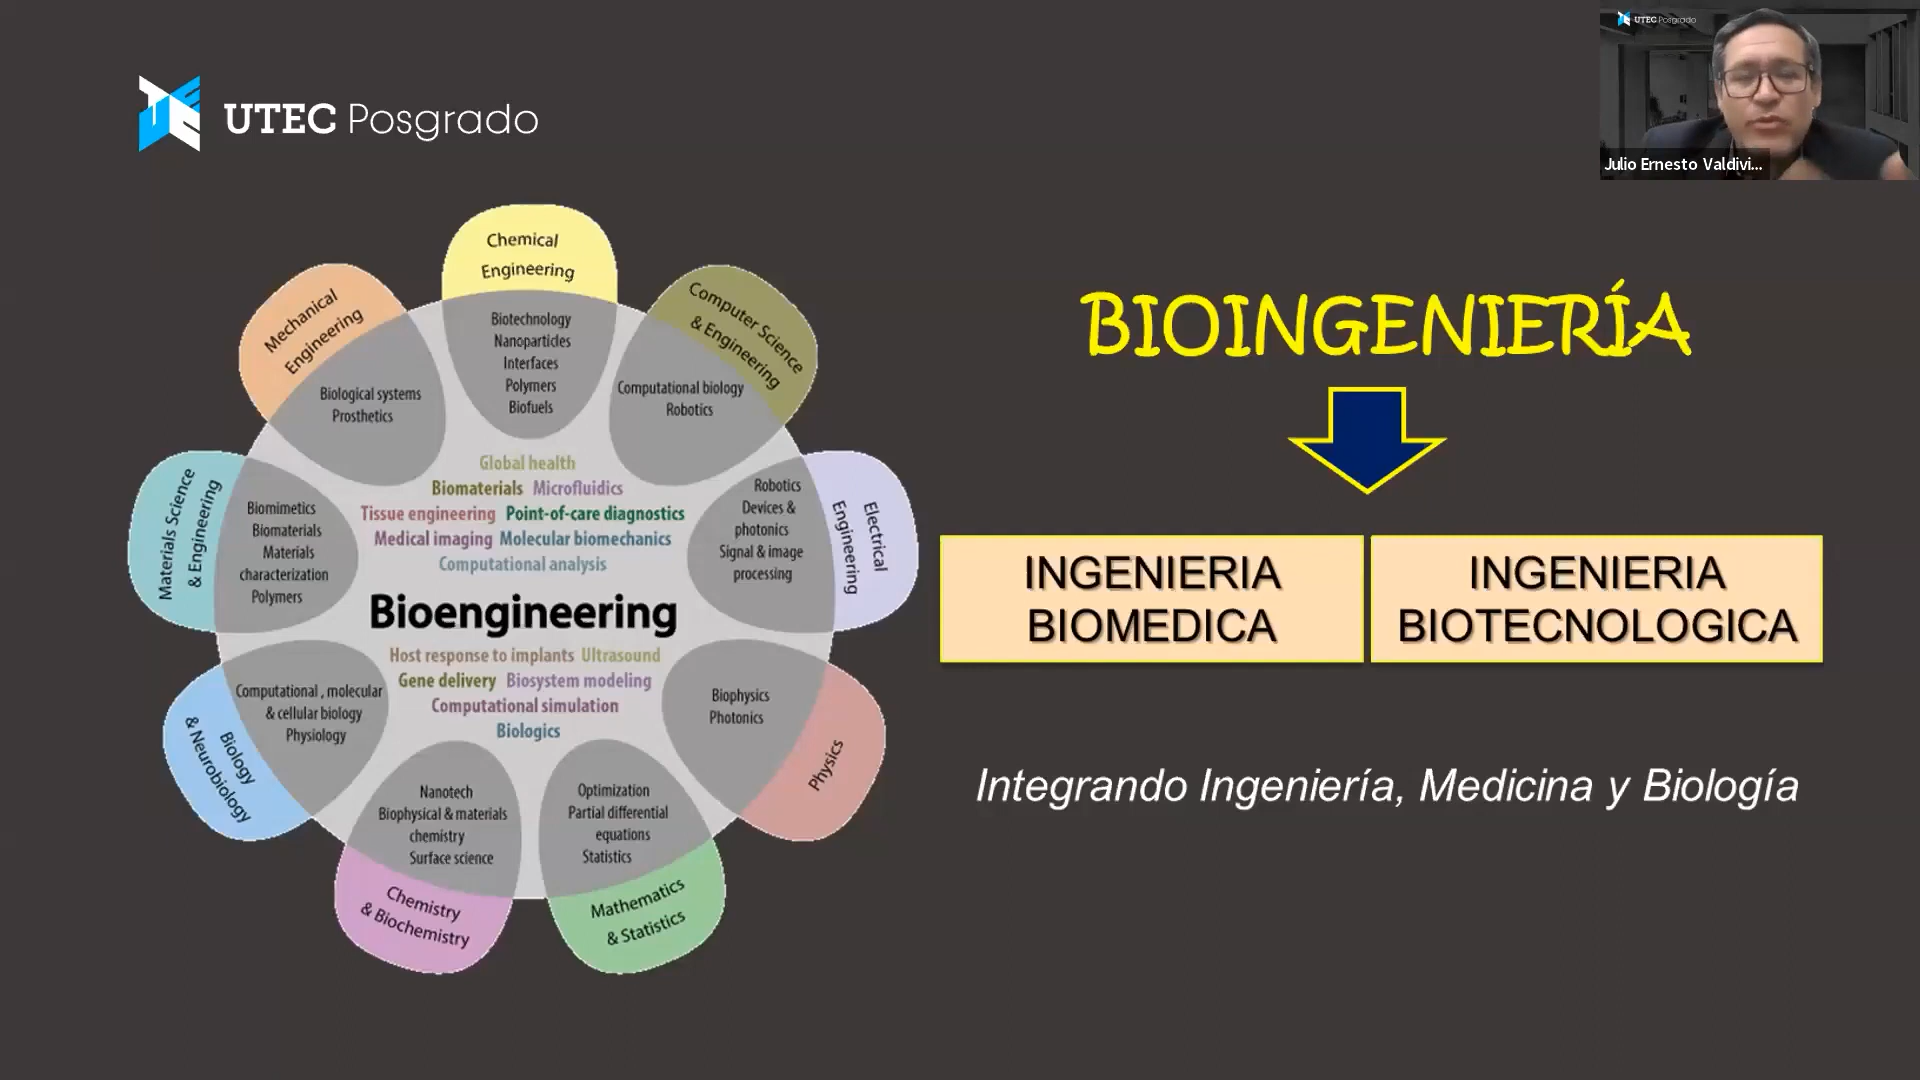 UTEC Posgrado
UTEC Posgrado
Julio Ernesto Valdivi...
Chemical
Engineering
Biotechnology
Nanoparticles
Interfaces
Polymers
Biofuels
Computer Science
& Engineering
Computational biology
Robotics
Electrical
Engineering
Robotics
Devices &
photonics
Signal & image
processing
Physics
Biophysics
Photonics
Mathematics
& Statistics
Optimization
Partial differential
equations
Statistics
Chemistry
& Biochemistry
Nanotech
Biophysical & materials
chemistry
Surface science
Biology
& Neurobiology
Computational , molecular
& cellular biology
Physiology
Materials Science
& Engineering
Biomimetics
Biomaterials
Materials
characterization
Polymers
Mechanical
Engineering
Biological systems
Prosthetics
Global health
Biomaterials Microfluidics
Tissue engineering Point-of-care diagnostics
Medical imaging Molecular biomechanics
Computational analysis
Bioengineering
Host response to implants Ultrasound
Gene delivery Biosystem modeling
Computational simulation
Biologics
BIOINGENIERÍA
INGENIERIA
BIOMEDICA
INGENIERIA
BIOTECNOLOGICA
Integrando Ingeniería, Medicina y Biología